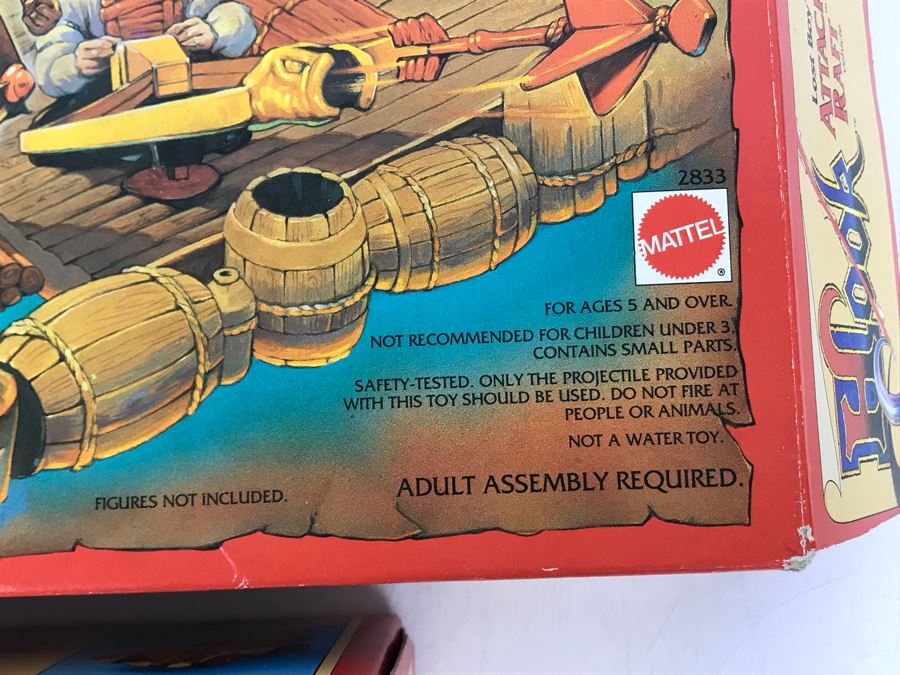 2833
MATTEL
®
FOR AGES 5 AND OVER.
NOT RECOMMENDED FOR CHILDREN UNDER 3.
CONTAINS SMALL PARTS.
SAFETY-TESTED. ONLY THE PROJECTILE PROVIDED
WITH THIS TOY SHOULD BE USED. DO NOT FIRE AT
PEOPLE OR ANIMALS.
NOT A WATER TOY.
ADULT ASSEMBLY REQUIRED.
FIGURES NOT INCLUDED.
Hook
LOST BOY
ATTACK
RAFT